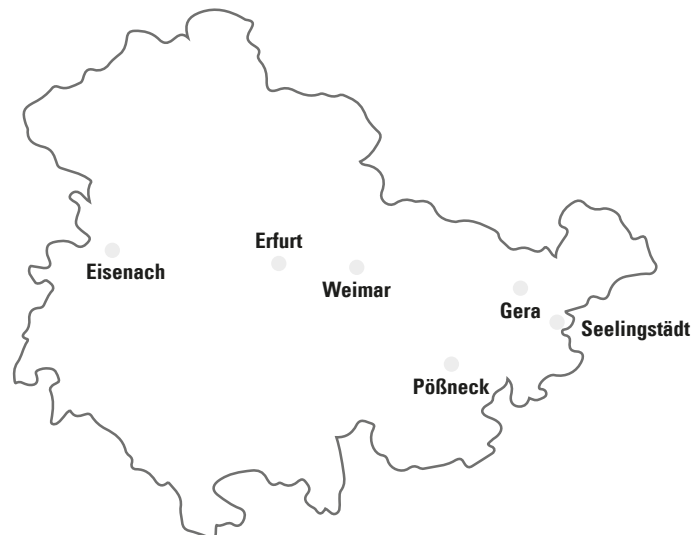 Erfurt
Eisenach
Weimar
Gera
Seelingstädt
Pößneck